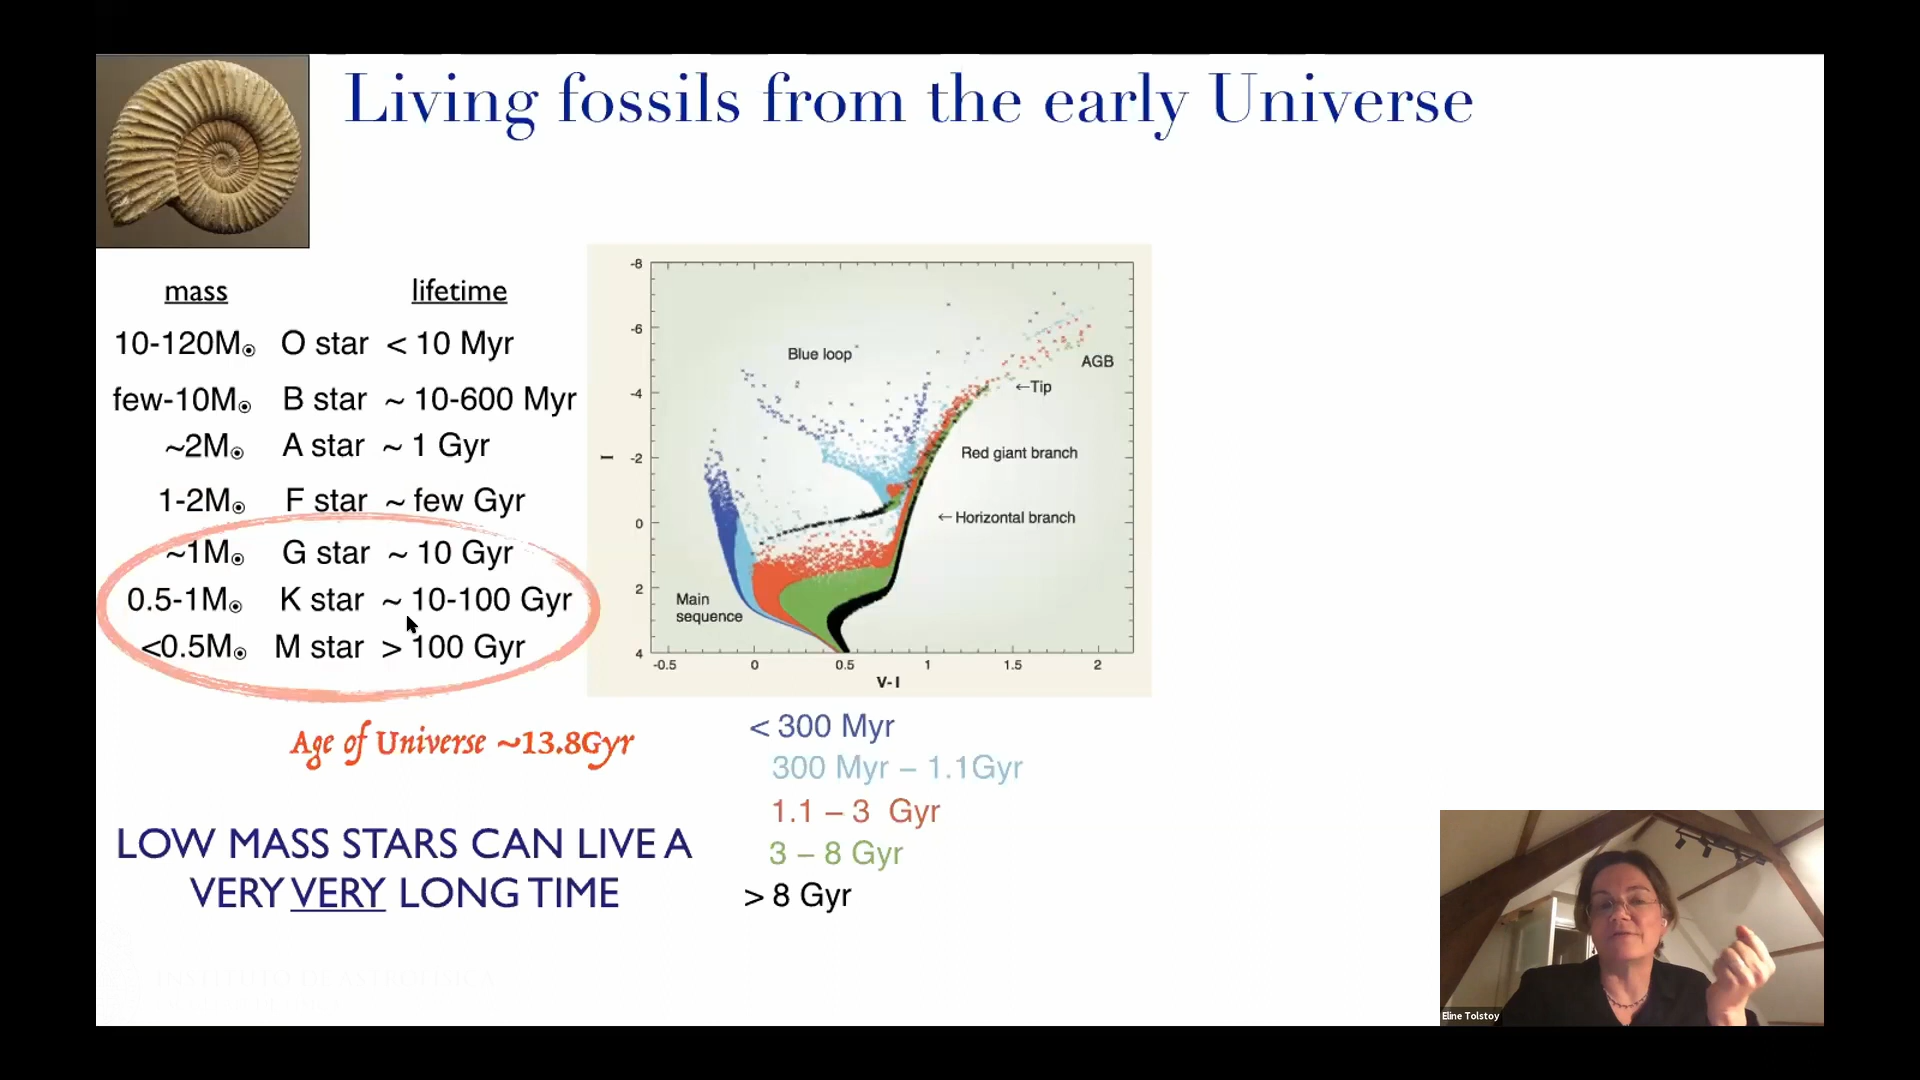 Living fossils from the early Universe
mass lifetime
10-120M☉ O star < 10 Myr
few-10M☉ B star ~ 10-600 Myr
~2M☉ A star ~ 1 Gyr
1-2M☉ F star ~ few Gyr
~1M☉ G star ~ 10 Gyr
0.5-1M☉ K star ~ 10-100 Gyr
<0.5M☉ M star > 100 Gyr
Age of Universe ~13.8Gyr
LOW MASS STARS CAN LIVE A
VERY VERY LONG TIME
-8
-6
-4
-2
0
2
4
I
Blue loop
AGB
←Tip
Red giant branch
←Horizontal branch
Main
sequence
-0.5 0 0.5 1 1.5 2
V-I
< 300 Myr
300 Myr – 1.1Gyr
1.1 – 3 Gyr
3 – 8 Gyr
> 8 Gyr
Eline Tolstoy